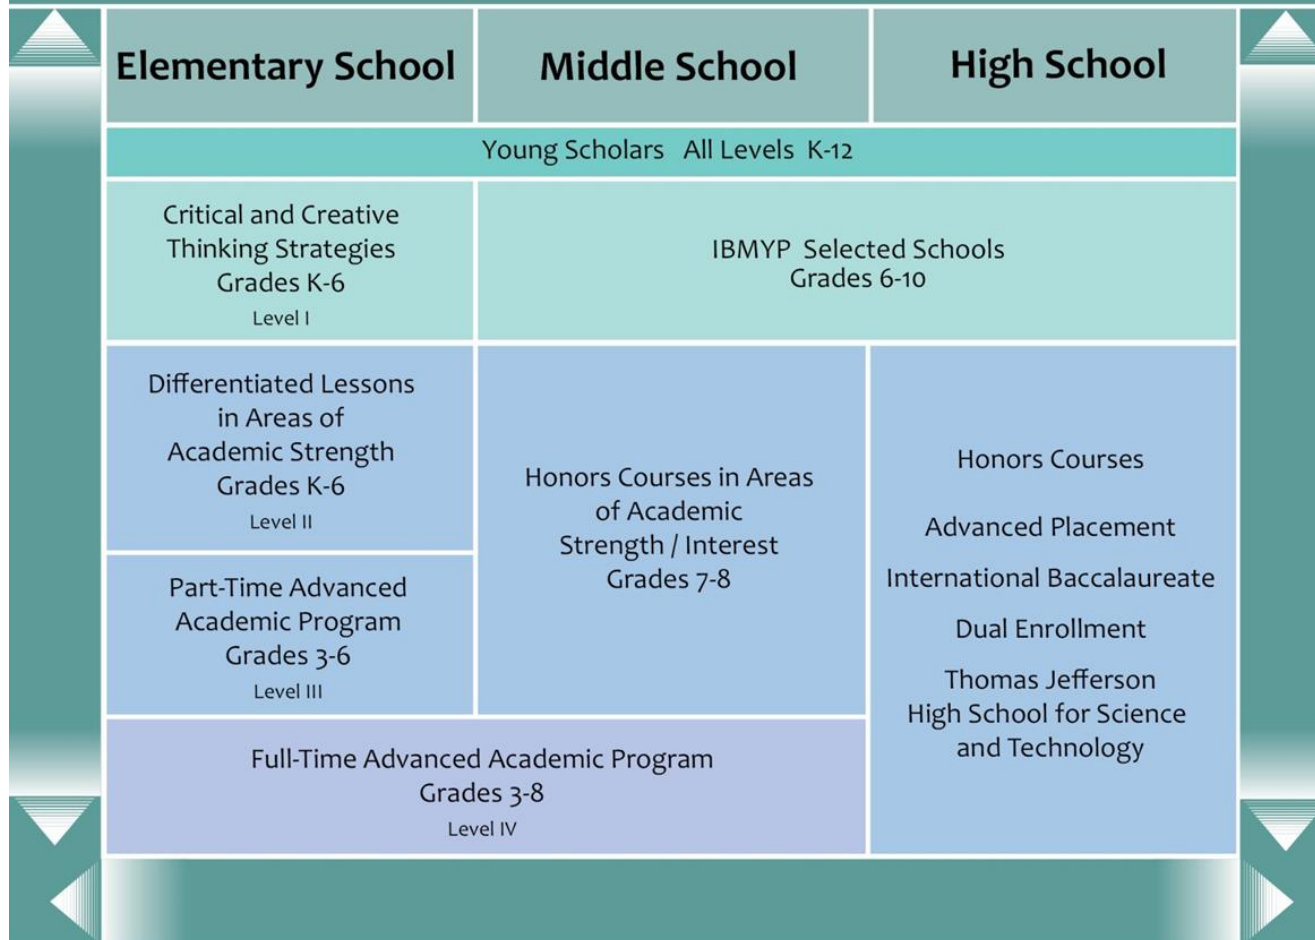 Elementary School
Middle School
High School
Young Scholars All Levels K-12
Critical and Creative
Thinking Strategies
Grades K-6
Level I
IBMYP Selected Schools
Grades 6-10
Differentiated Lessons
in Areas of
Academic Strength
Grades K-6
Level II
Part-Time Advanced
Academic Program
Grades 3-6
Level III
Honors Courses in Areas
of Academic
Strength / Interest
Grades 7-8
Honors Courses
Advanced Placement
International Baccalaureate
Dual Enrollment
Thomas Jefferson
High School for Science
and Technology
Full-Time Advanced Academic Program
Grades 3-8
Level IV